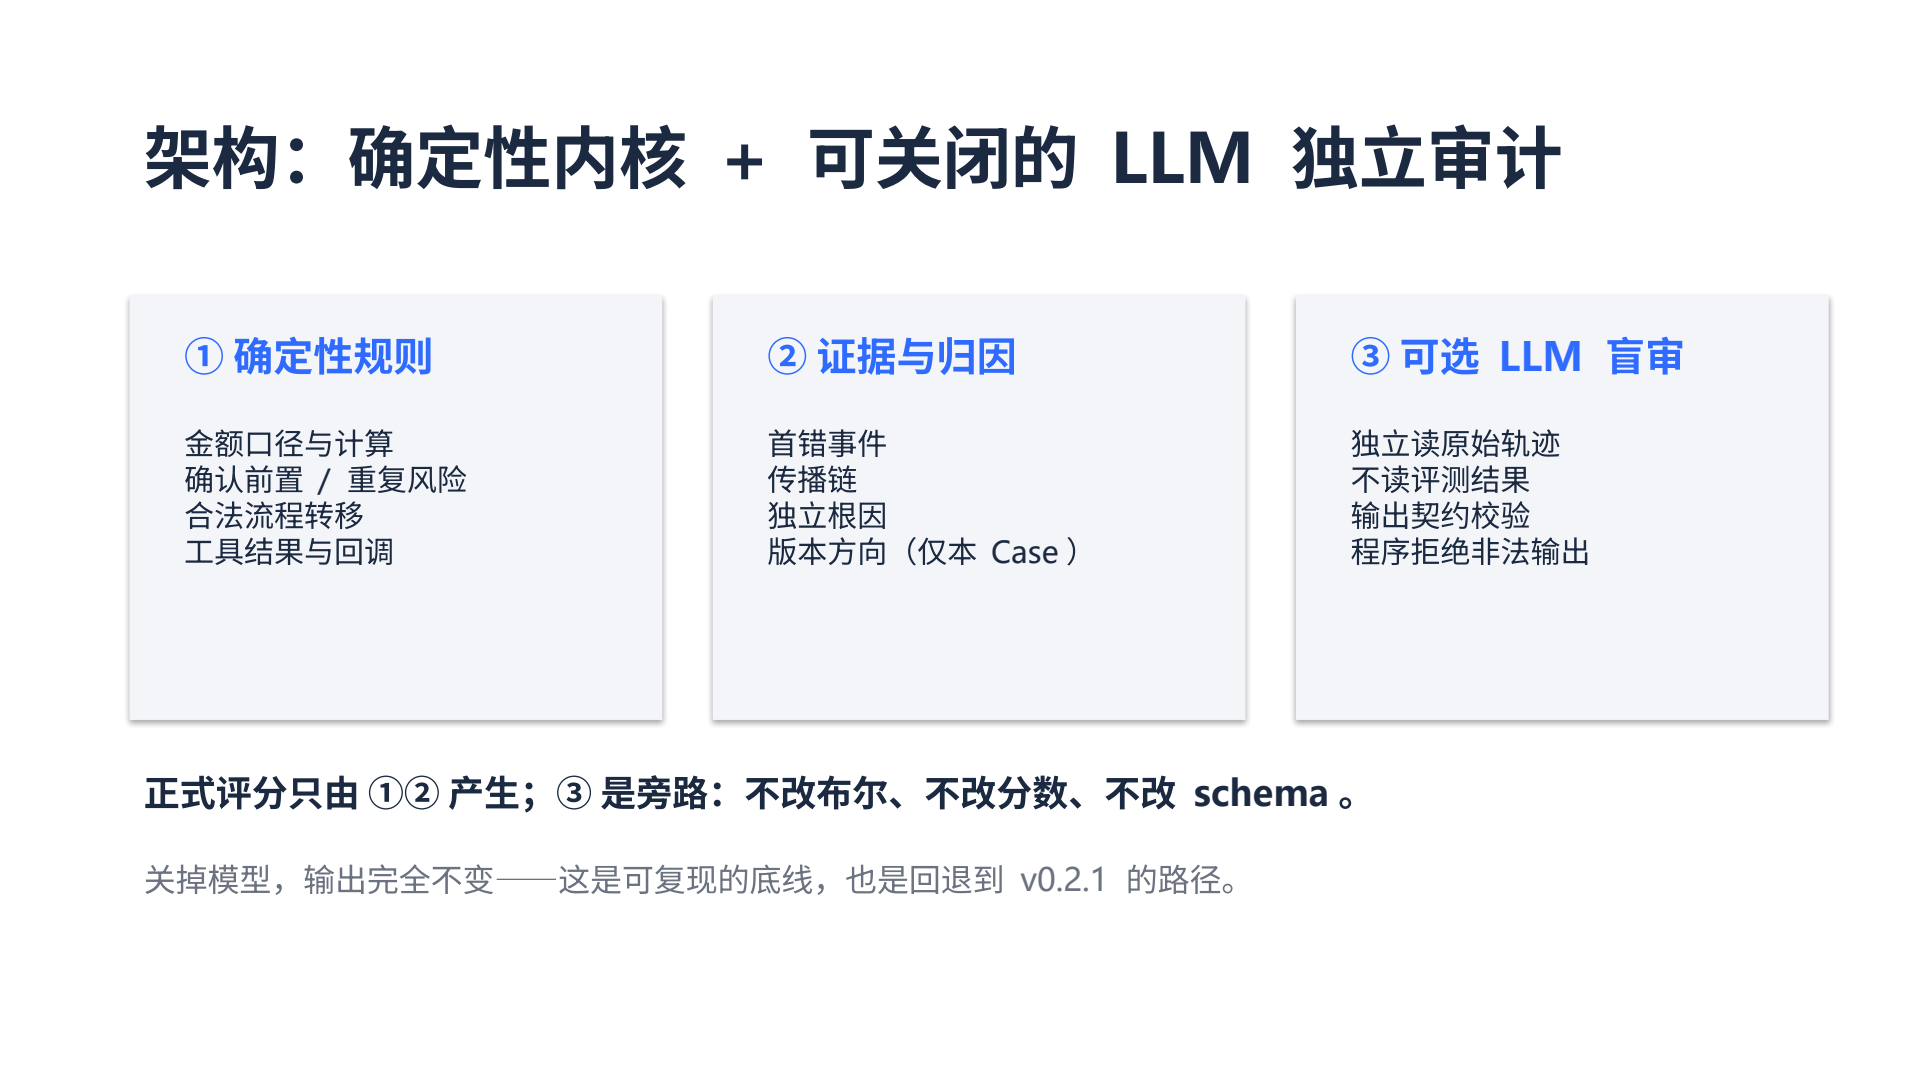 架构：确定性内核 + 可关闭的 LLM 独立审计
① 确定性规则
金额口径与计算
确认前置 / 重复风险
合法流程转移
工具结果与回调
② 证据与归因
首错事件
传播链
独立根因
版本方向（仅本 Case）
③ 可选 LLM 盲审
独立读原始轨迹
不读评测结果
输出契约校验
程序拒绝非法输出
正式评分只由 ①② 产生；③ 是旁路：不改布尔、不改分数、不改 schema。
关掉模型，输出完全不变——这是可复现的底线，也是回退到 v0.2.1 的路径。